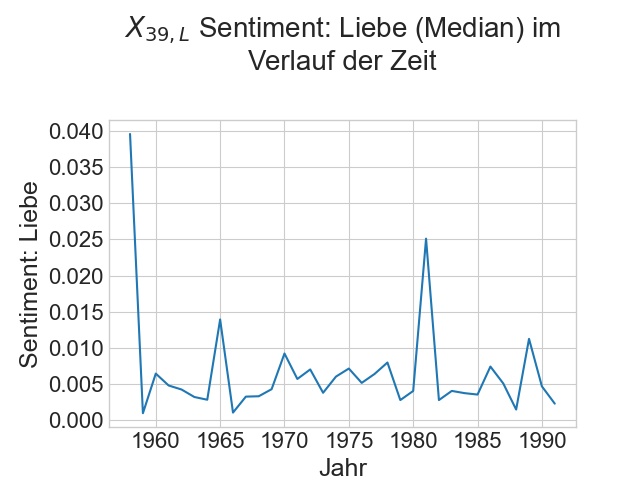 X39, L Sentiment: Liebe (Median) im
Verlauf der Zeit
0.040
0.035
0.030
0.025
0.020
0.015
0.010
0.005
0.000
Sentiment: Liebe
1960 1965 1970 1975 1980 1985 1990
Jahr